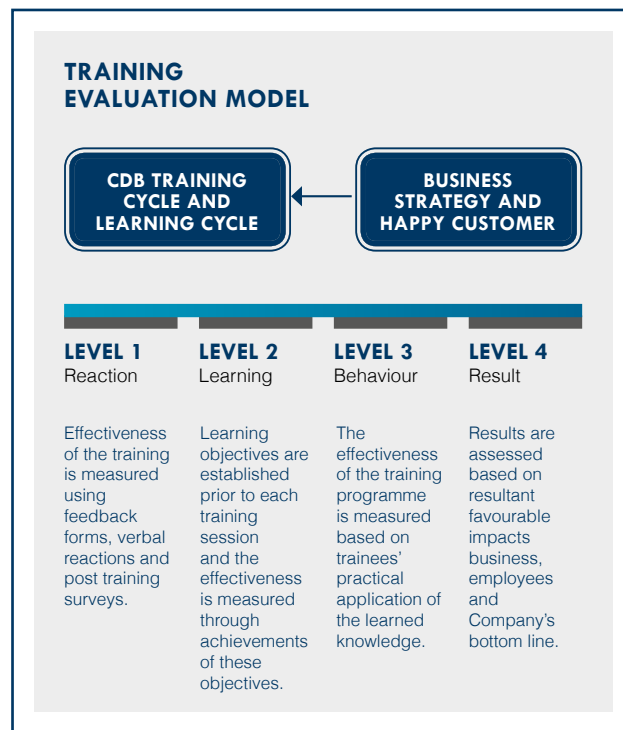 TRAINING
EVALUATION MODEL
CDB TRAINING
CYCLE AND
LEARNING CYCLE
BUSINESS
STRATEGY AND
HAPPY CUSTOMER
LEVEL 1
Reaction
Effectiveness
of the training
is measured
using
feedback
forms, verbal
reactions and
post training
surveys.
LEVEL 2
Learning
Learning
objectives are
established
prior to each
training
session
and the
effectiveness
is measured
through
achievements
of these
objectives.
LEVEL 3
Behaviour
The
effectiveness
of the training
programme
is measured
based on
trainees’
practical
application of
the learned
knowledge.
LEVEL 4
Result
Results are
assessed
based on
resultant
favourable
impacts
business,
employees
and
Company’s
bottom line.